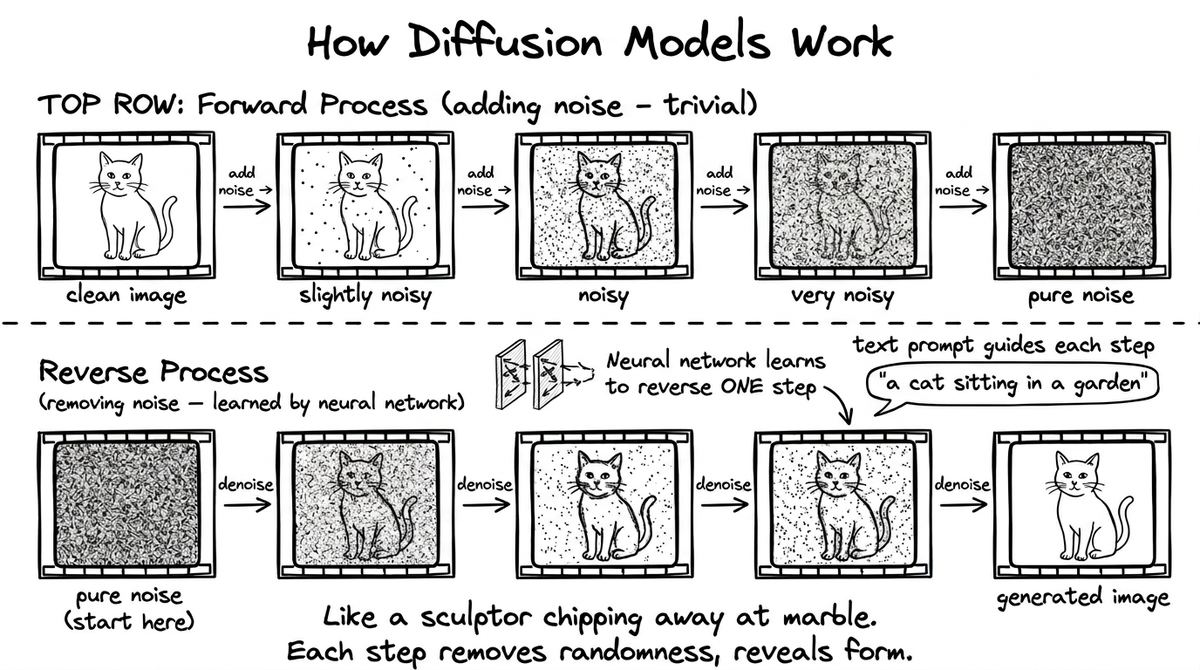 How Diffusion Models Work
TOP ROW: Forward Process (adding noise – trivial)
add
noise →
add
noise →
add
noise →
add
noise →
clean image
slightly noisy
noisy
very noisy
pure noise
Reverse Process
(removing noise – learned by neural network)
Neural network learns
to reverse ONE step
text prompt guides each step
"a cat sitting in a garden"
denoise
denoise
denoise
denoise
pure noise
(start here)
generated image
Like a sculptor chipping away at marble.
Each step removes randomness, reveals form.